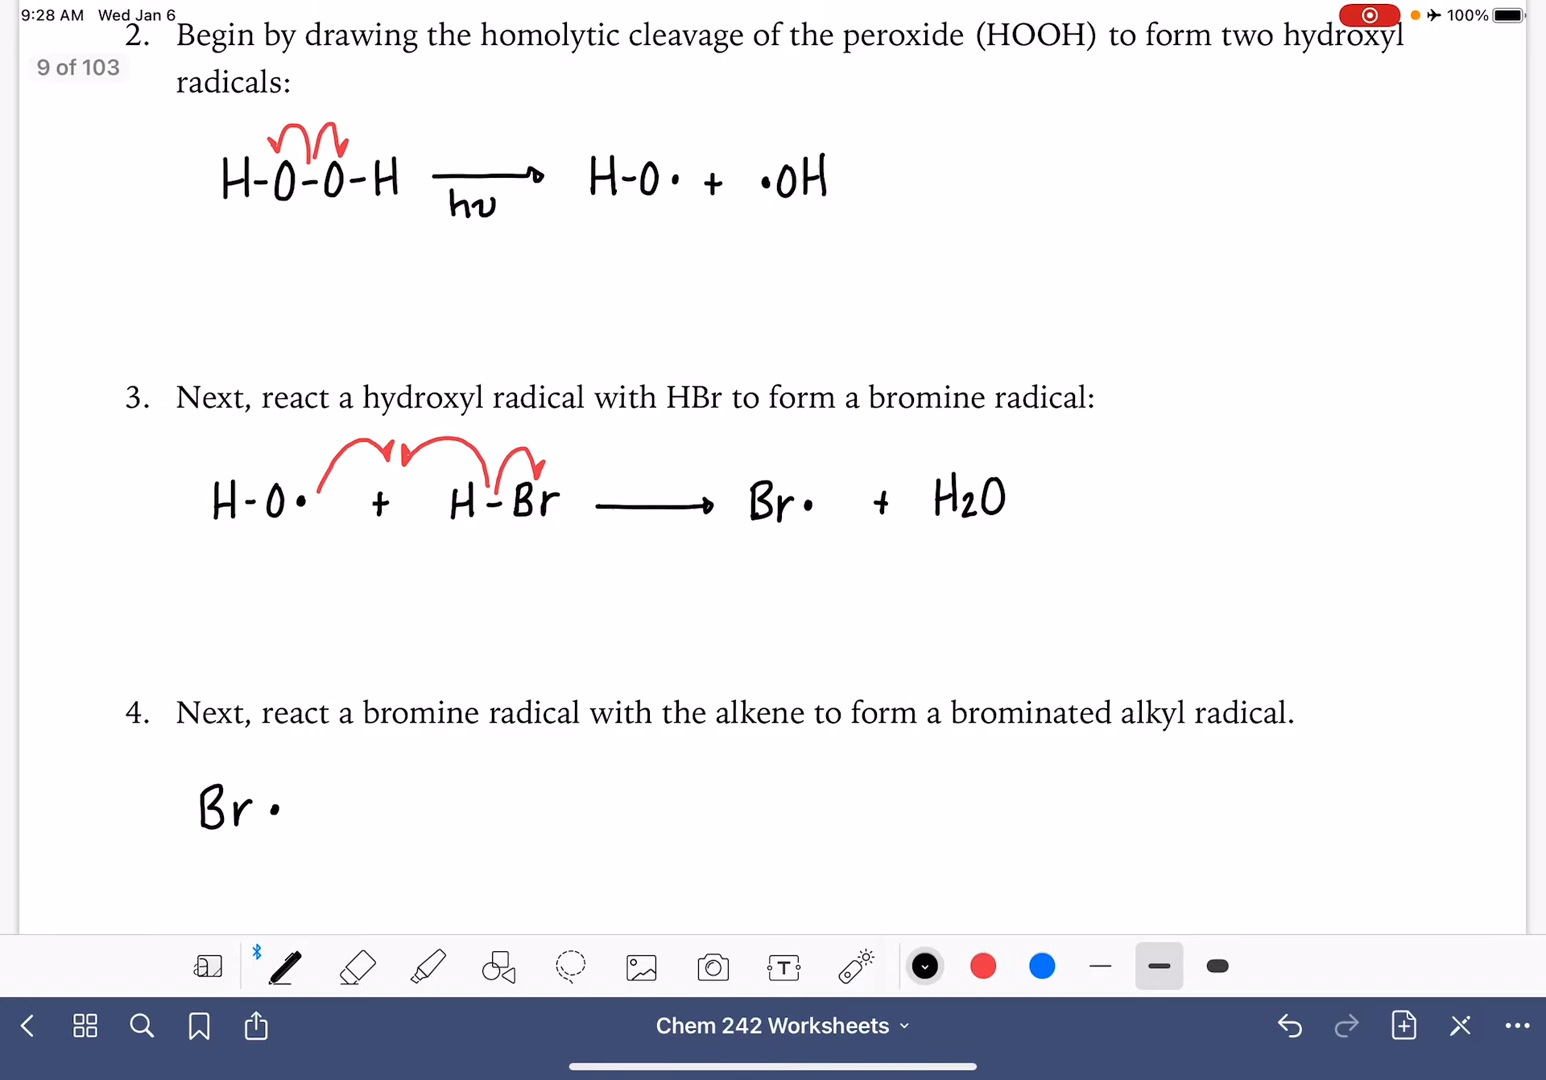 9:28 AM Wed Jan 6
100%
2. Begin by drawing the homolytic cleavage of the peroxide (HOOH) to form two hydroxyl
9 of 103
radicals:
H-O-O-H → H-O• + •OH
hν
3. Next, react a hydroxyl radical with HBr to form a bromine radical:
H-O• + H-Br → Br• + H2O
4. Next, react a bromine radical with the alkene to form a brominated alkyl radical.
Br•
T
Chem 242 Worksheets